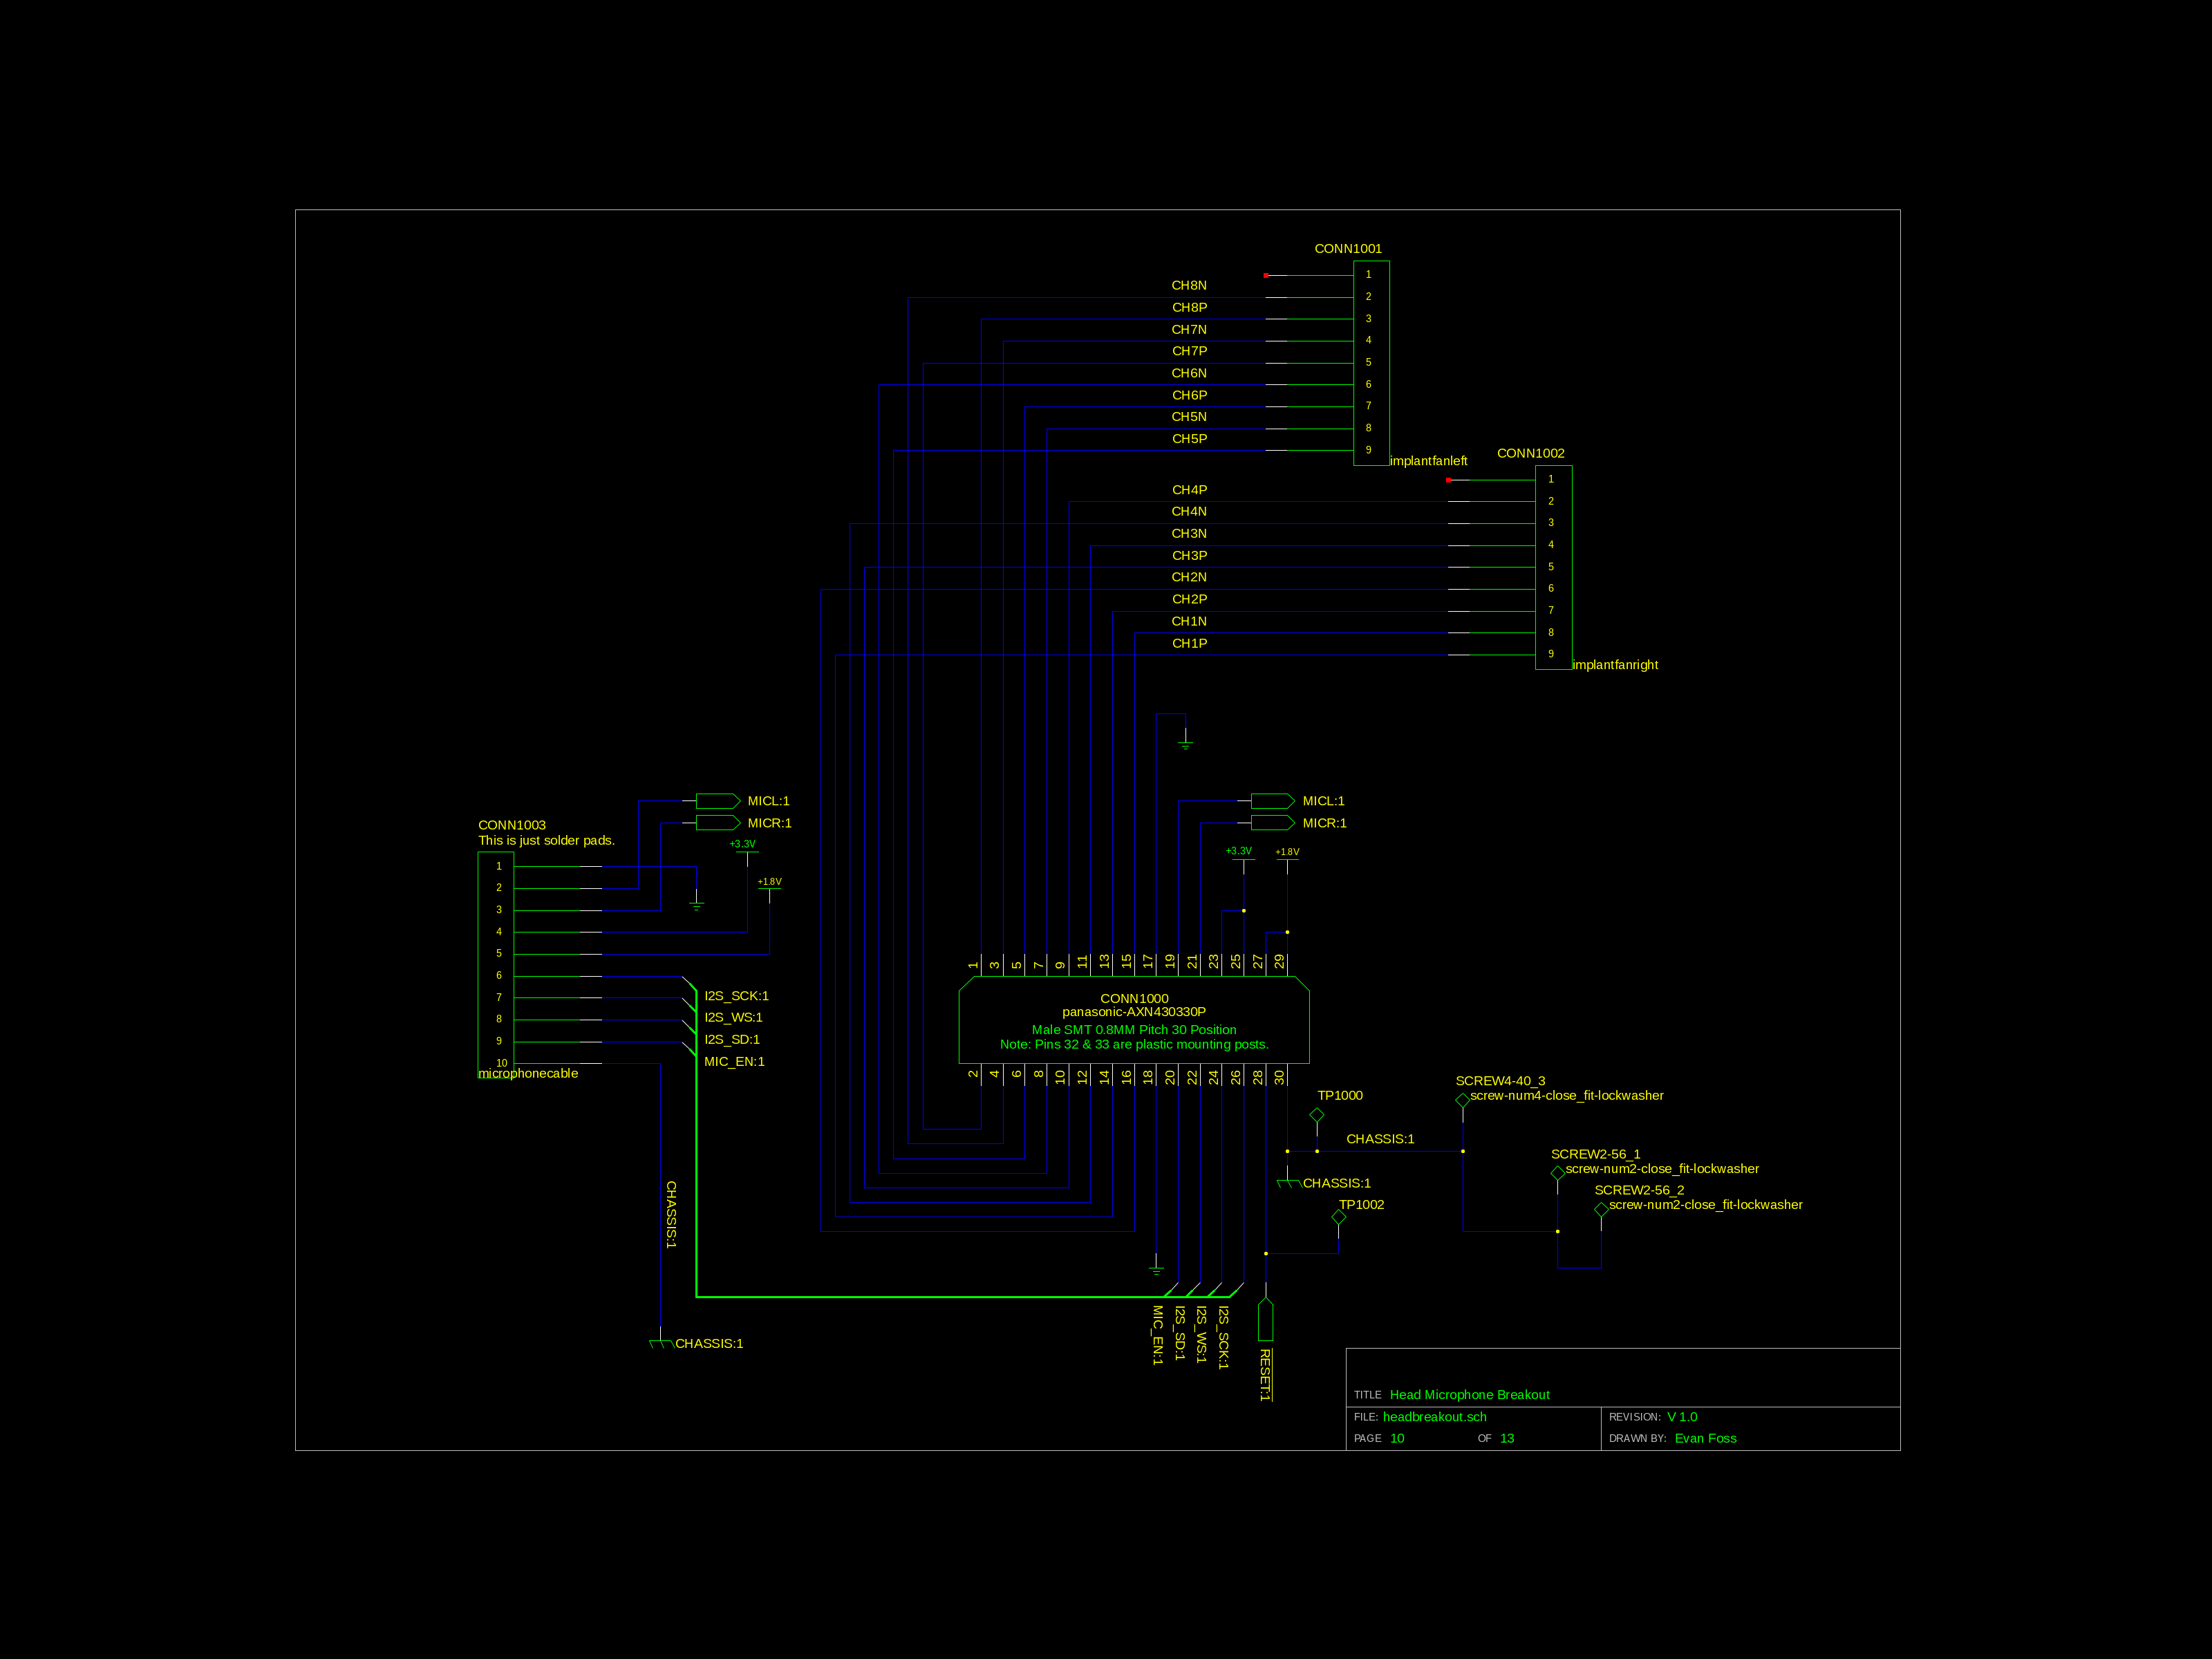 CONN1001
1
CH8N
2
CH8P
3
CH7N
4
CH7P
5
CH6N
6
CH6P
7
CH5N
8
CH5P
9
implantfanleft
CONN1002
1
CH4P
2
CH4N
3
CH3N
4
CH3P
5
CH2N
6
CH2P
7
CH1N
8
CH1P
9
implantfanright
MICL:1
MICR:1
+3.3V
+1.8V
CONN1003
This is just solder pads.
1
2
3
4
5
6
7
8
9
10
microphonecable
I2S_SCK:1
I2S_WS:1
I2S_SD:1
MIC_EN:1
CHASSIS:1
CHASSIS:1
MICL:1
MICR:1
+3.3V
+1.8V
1 3 5 7 9 11 13 15 17 19 21 23 25 27 29
CONN1000
panasonic-AXN430330P
Male SMT 0.8MM Pitch 30 Position
Note: Pins 32 & 33 are plastic mounting posts.
2 4 6 8 10 12 14 16 18 20 22 24 26 28 30
TP1000
CHASSIS:1
CHASSIS:1
TP1002
SCREW4-40_3
screw-num4-close_fit-lockwasher
SCREW2-56_1
screw-num2-close_fit-lockwasher
SCREW2-56_2
screw-num2-close_fit-lockwasher
MIC_EN:1
I2S_SD:1
I2S_WS:1
I2S_SCK:1
RESET:1
TITLE Head Microphone Breakout
FILE: headbreakout.sch
REVISION: V 1.0
PAGE 10 OF 13
DRAWN BY: Evan Foss